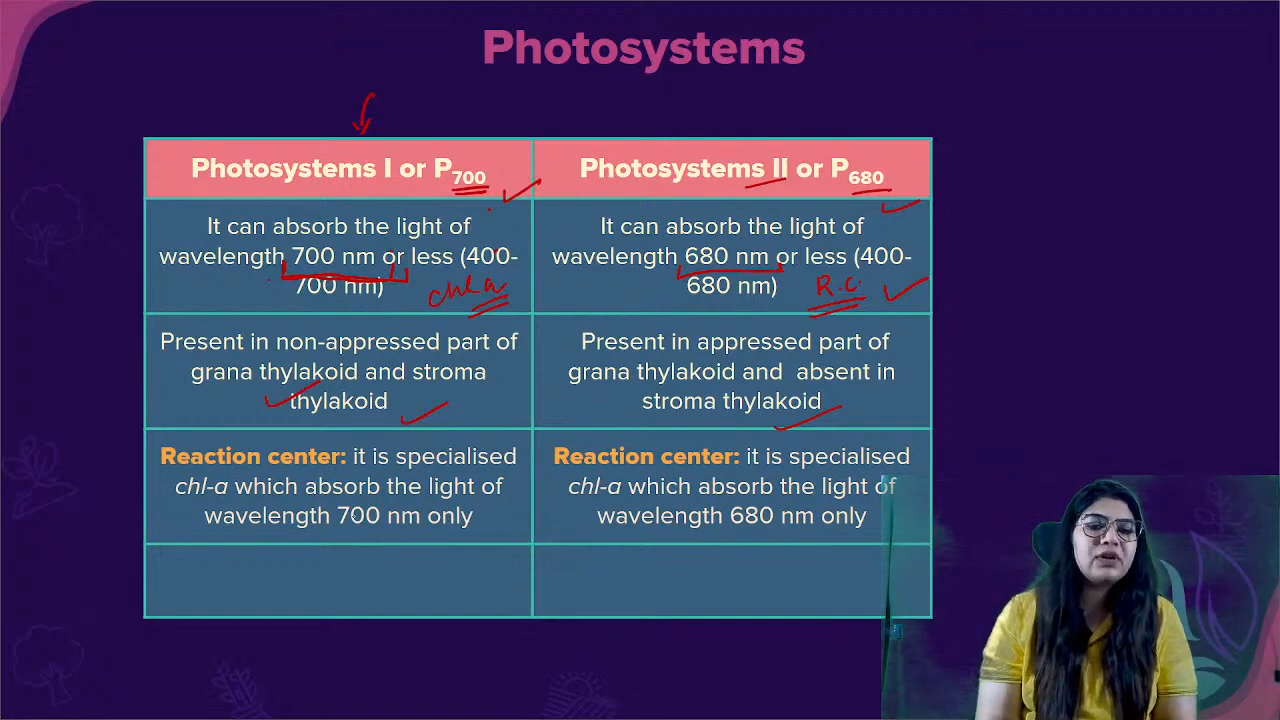 Photosystems
Photosystems I or P700
Photosystems II or P680
It can absorb the light of
wavelength 700 nm or less (400-
700 nm)
chl a
It can absorb the light of
wavelength 680 nm or less (400-
680 nm)
R.C.
Present in non-appressed part of
grana thylakoid and stroma
thylakoid
Present in appressed part of
grana thylakoid and absent in
stroma thylakoid
Reaction center: it is specialised
chl-a which absorb the light of
wavelength 700 nm only
Reaction center: it is specialised
chl-a which absorb the light of
wavelength 680 nm only